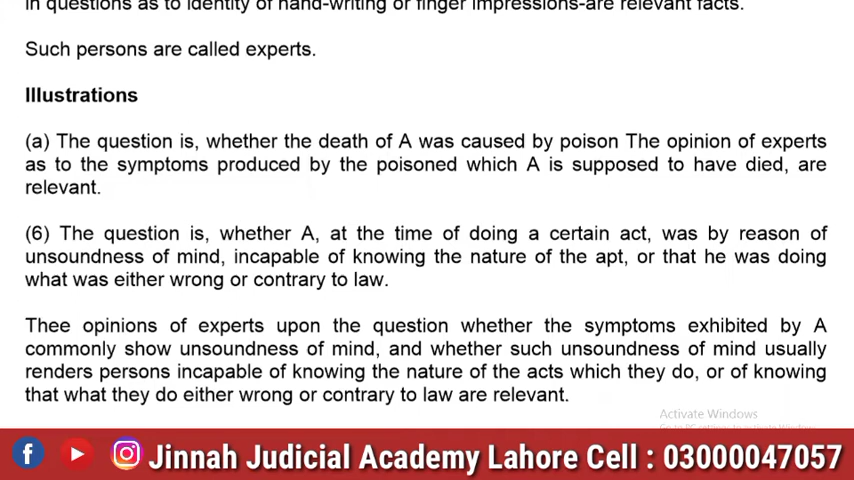 in questions as to identity of hand-writing or finger impressions-are relevant facts.
Such persons are called experts.
Illustrations
(a) The question is, whether the death of A was caused by poison The opinion of experts
as to the symptoms produced by the poisoned which A is supposed to have died, are
relevant.
(6) The question is, whether A, at the time of doing a certain act, was by reason of
unsoundness of mind, incapable of knowing the nature of the apt, or that he was doing
what was either wrong or contrary to law.
Thee opinions of experts upon the question whether the symptoms exhibited by A
commonly show unsoundness of mind, and whether such unsoundness of mind usually
renders persons incapable of knowing the nature of the acts which they do, or of knowing
that what they do either wrong or contrary to law are relevant.
Activate Windows
Jinnah Judicial Academy Lahore Cell : 03000047057